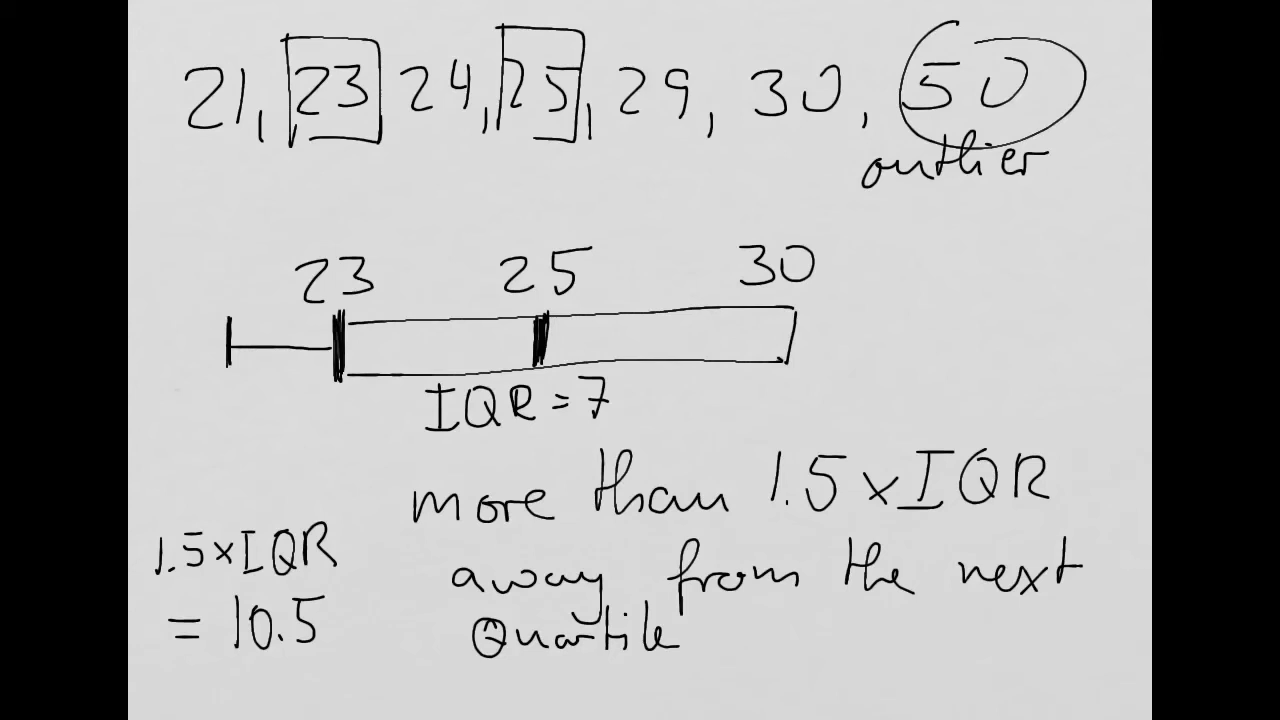 21, 23 24, 25, 29, 30, 50
outlier
23 25 30
IQR = 7
more than 1.5 x IQR
away from the next
Quartile
1.5 x IQR
= 10.5